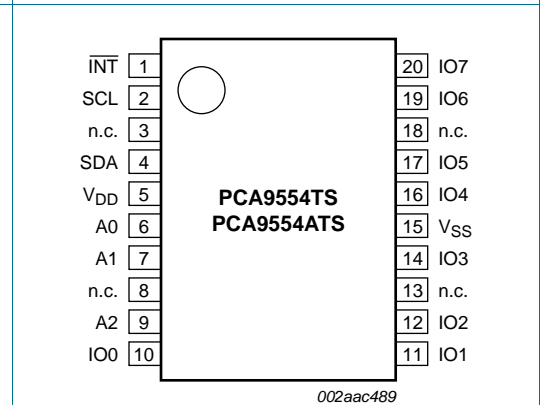 INT 1 20 IO7
SCL 2 19 IO6
n.c. 3 18 n.c.
SDA 4 17 IO5
VDD 5 16 IO4
PCA9554TS
PCA9554ATS
A0 6 15 VSS
A1 7 14 IO3
n.c. 8 13 n.c.
A2 9 12 IO2
IO0 10 11 IO1
002aac489